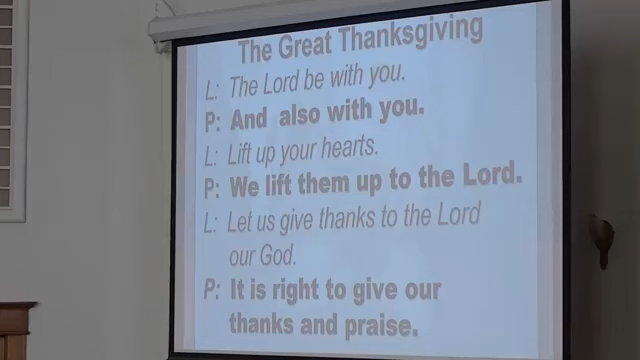 The Great Thanksgiving
L: The Lord be with you.
P: And also with you.
L: Lift up your hearts.
P: We lift them up to the Lord.
L: Let us give thanks to the Lord
our God.
P: It is right to give our
thanks and praise.